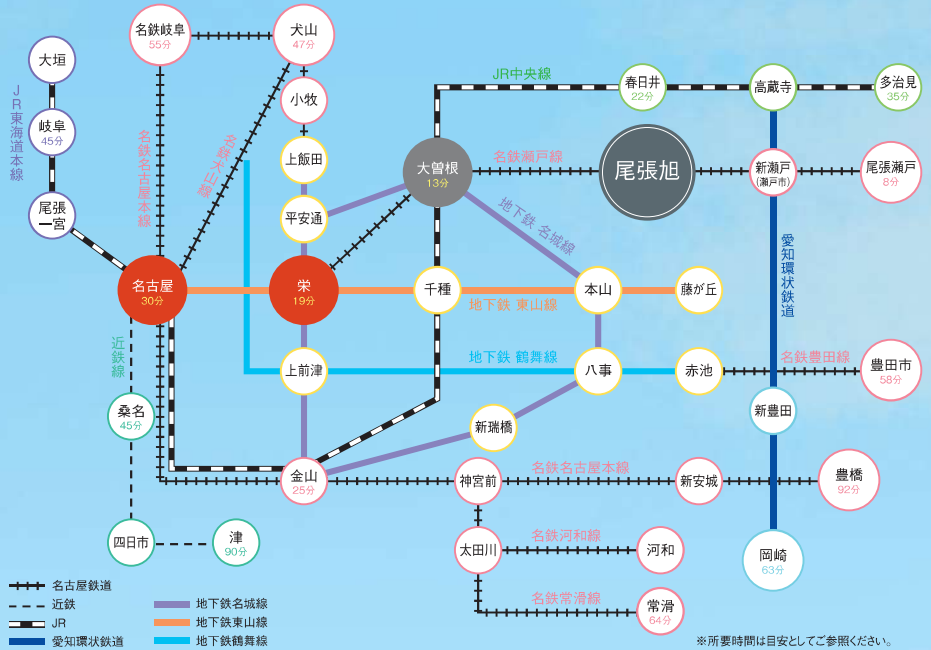 名鉄岐阜
55分
犬山
47分
大垣
JR東海道本線
岐阜
45分
尾張
一宮
名鉄名古屋本線
名鉄犬山線
小牧
上飯田
平安通
JR中央線
春日井
22分
高蔵寺
多治見
35分
大曽根
13分
名鉄瀬戸線
尾張旭
新瀬戸
(瀬戸市)
尾張瀬戸
8分
地下鉄 名城線
愛知環状鉄道
名古屋
30分
栄
19分
千種
地下鉄 東山線
本山
藤が丘
近鉄線
上前津
地下鉄 鶴舞線
八事
赤池
名鉄豊田線
豊田市
58分
桑名
45分
新瑞橋
新豊田
金山
25分
神宮前
名鉄名古屋本線
新安城
豊橋
92分
四日市
津
90分
太田川
名鉄河和線
河和
岡崎
63分
名鉄常滑線
常滑
64分
名古屋鉄道
近鉄
JR
愛知環状鉄道
地下鉄名城線
地下鉄東山線
地下鉄鶴舞線
※所要時間は目安としてご参照ください。